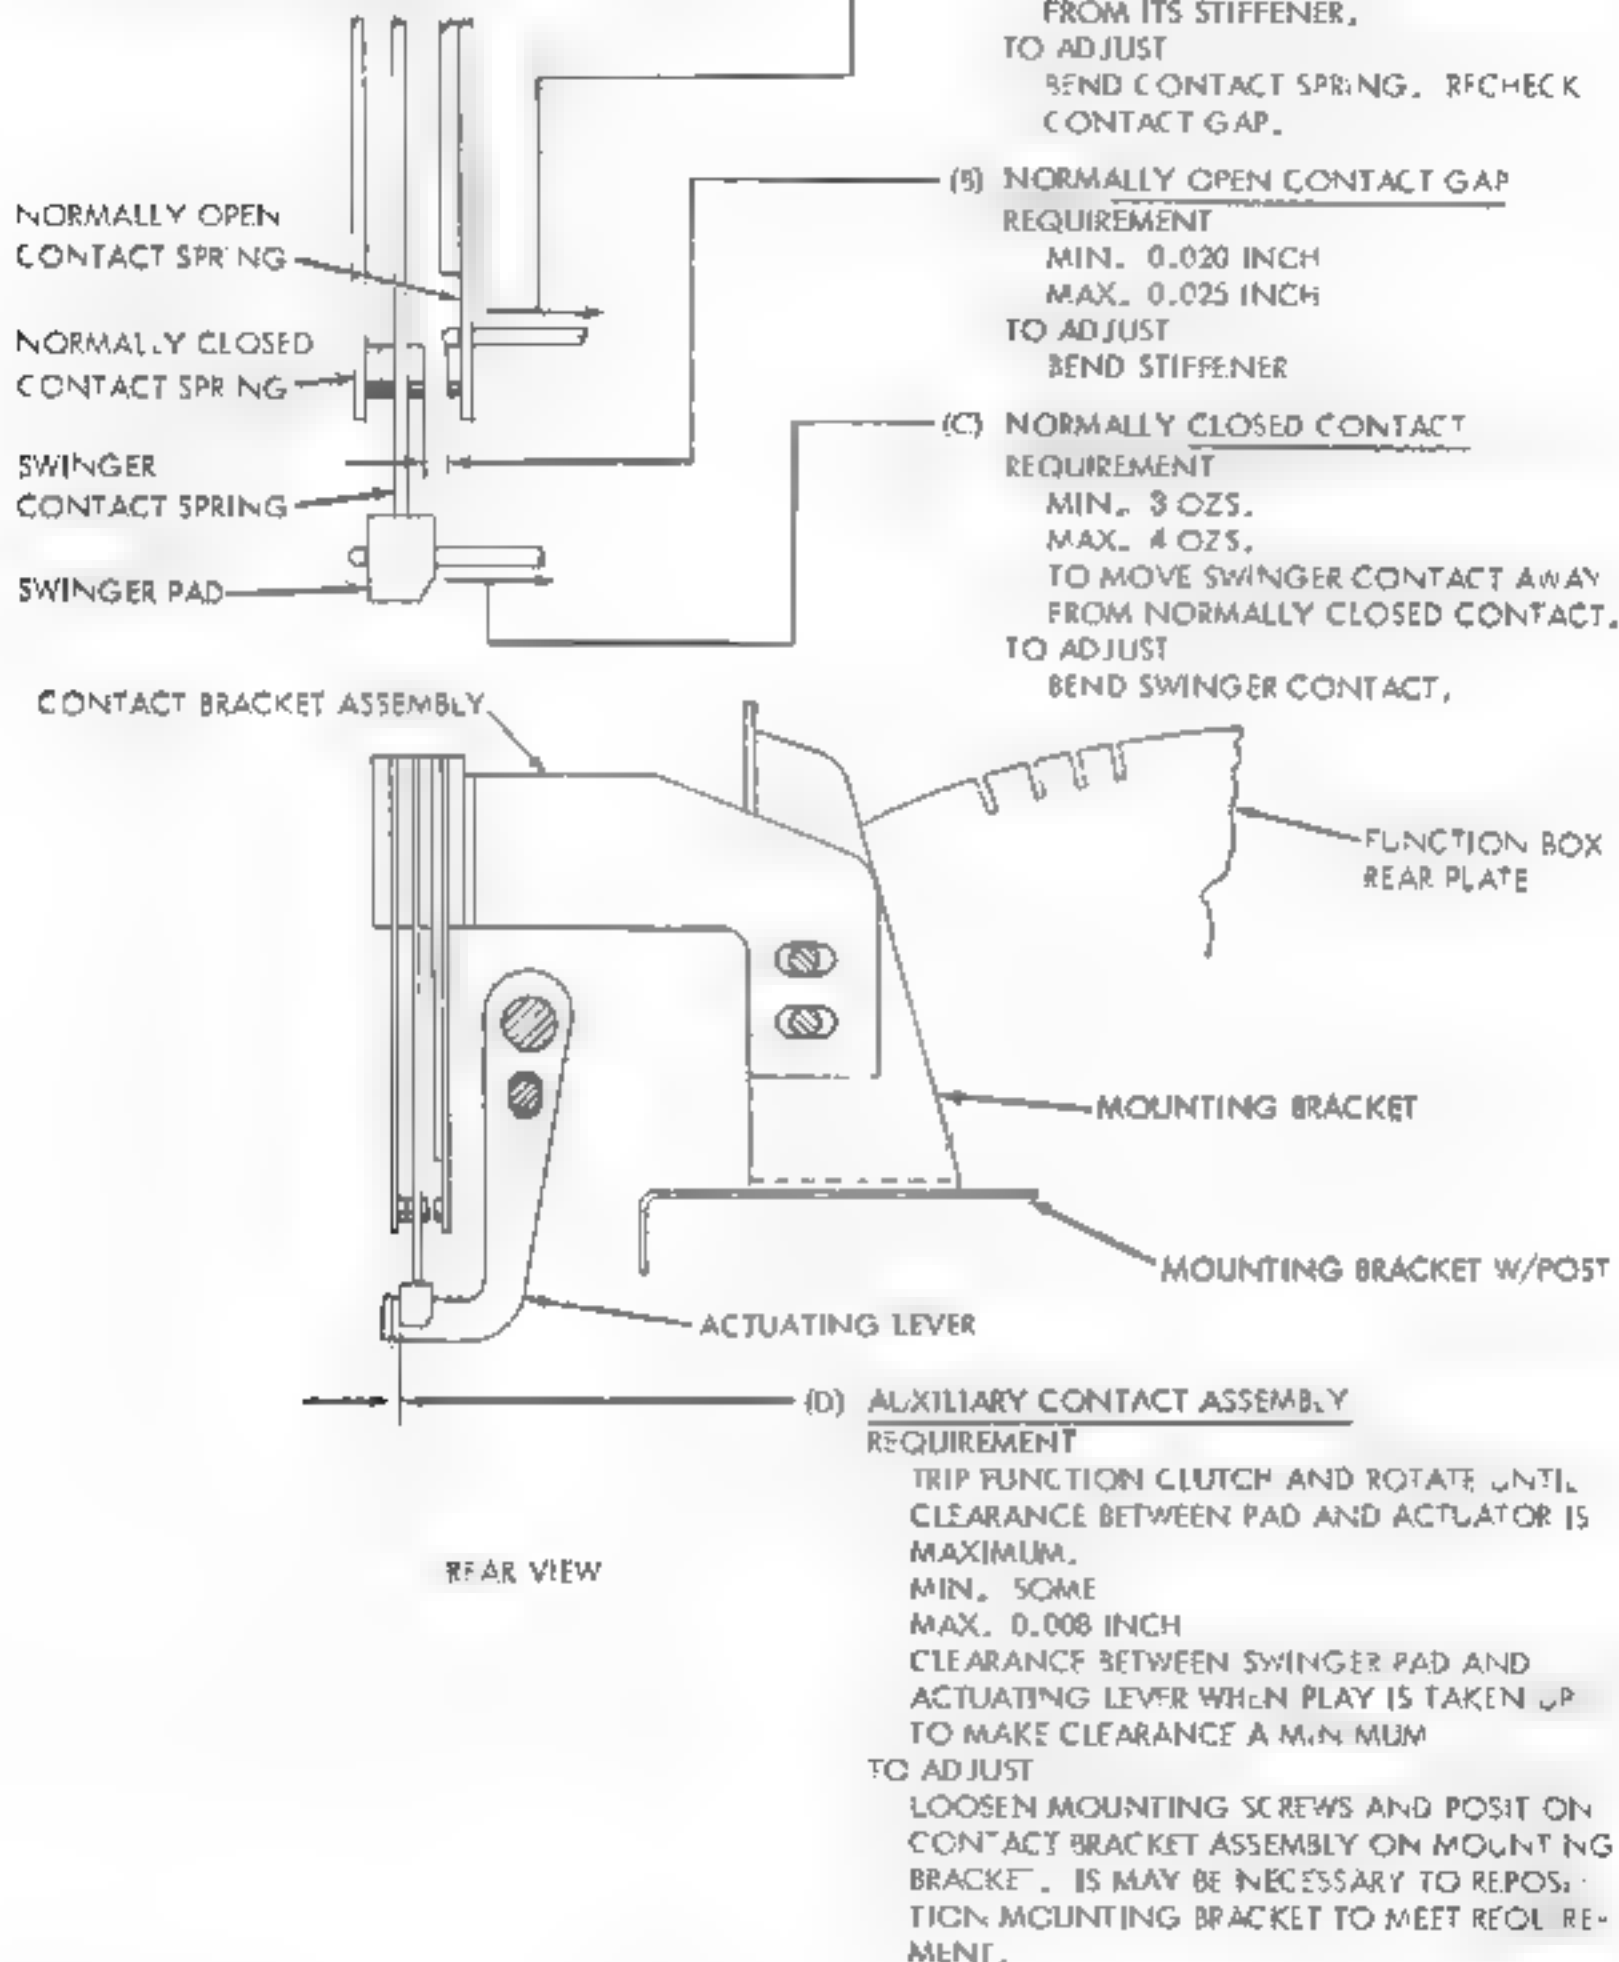 FROM ITS STIFFENER.
TO ADJUST
BEND CONTACT SPRING. RECHECK
CONTACT GAP.
(B) NORMALLY OPEN CONTACT GAP
REQUIREMENT
MIN. 0.020 INCH
MAX. 0.025 INCH
TO ADJUST
BEND STIFFENER
NORMALLY OPEN
CONTACT SPRING
NORMALLY CLOSED
CONTACT SPRING
SWINGER
CONTACT SPRING
SWINGER PAD
(C) NORMALLY CLOSED CONTACT
REQUIREMENT
MIN. 3 OZS.
MAX. 4 OZS.
TO MOVE SWINGER CONTACT AWAY
FROM NORMALLY CLOSED CONTACT.
TO ADJUST
BEND SWINGER CONTACT.
CONTACT BRACKET ASSEMBLY
FUNCTION BOX
REAR PLATE
MOUNTING BRACKET
MOUNTING BRACKET W/POST
ACTUATING LEVER
(D) AUXILIARY CONTACT ASSEMBLY
REQUIREMENT
TRIP FUNCTION CLUTCH AND ROTATE UNTIL
CLEARANCE BETWEEN PAD AND ACTUATOR IS
MAXIMUM.
MIN. SOME
MAX. 0.008 INCH
CLEARANCE BETWEEN SWINGER PAD AND
ACTUATING LEVER WHEN PLAY IS TAKEN UP
TO MAKE CLEARANCE A MINIMUM
TO ADJUST
LOOSEN MOUNTING SCREWS AND POSITION
CONTACT BRACKET ASSEMBLY ON MOUNTING
BRACKET. IS MAY BE NECESSARY TO REPOSI-
TION MOUNTING BRACKET TO MEET REQUIRE-
MENT.
REAR VIEW